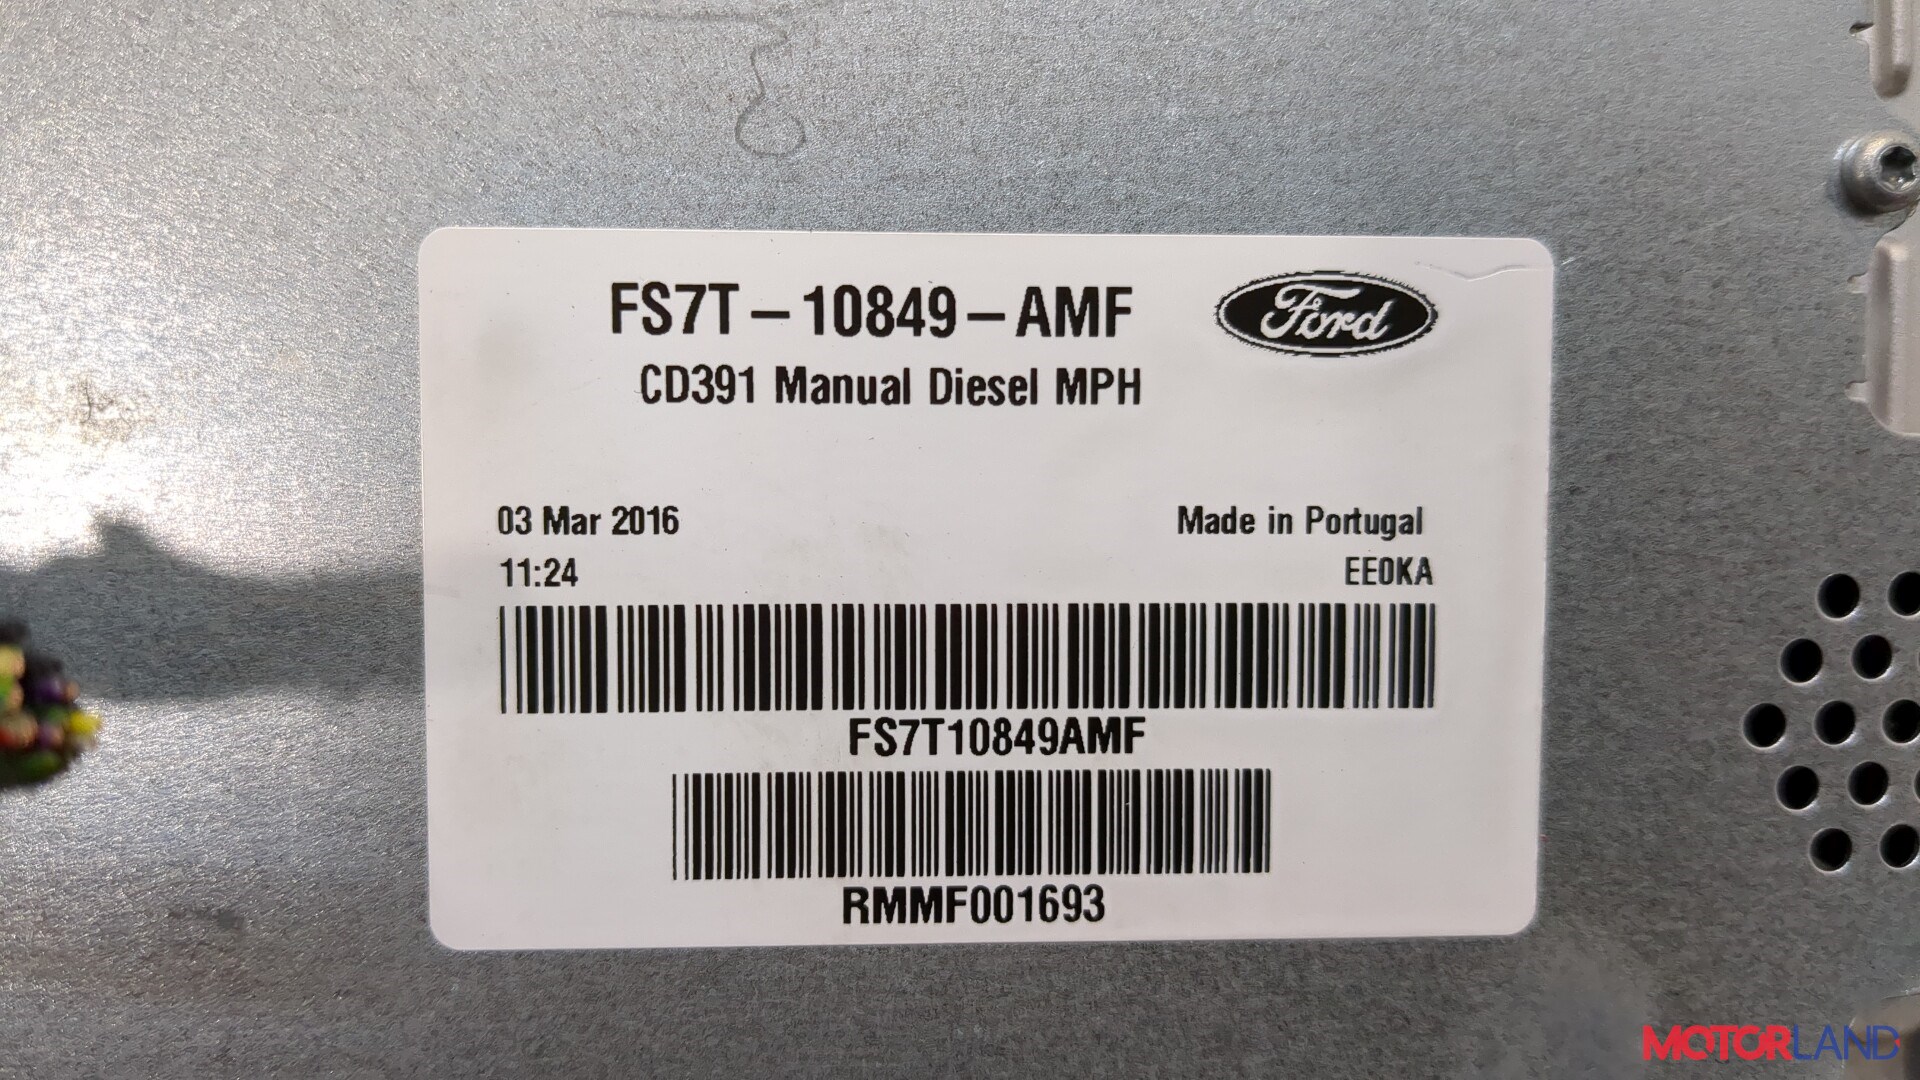 FS7T-10849-AMF
Ford
CD391 Manual Diesel MPH
03 Mar 2016
Made in Portugal
11:24
EE0KA
FS7T10849AMF
RMMF001693
MOTORLAND